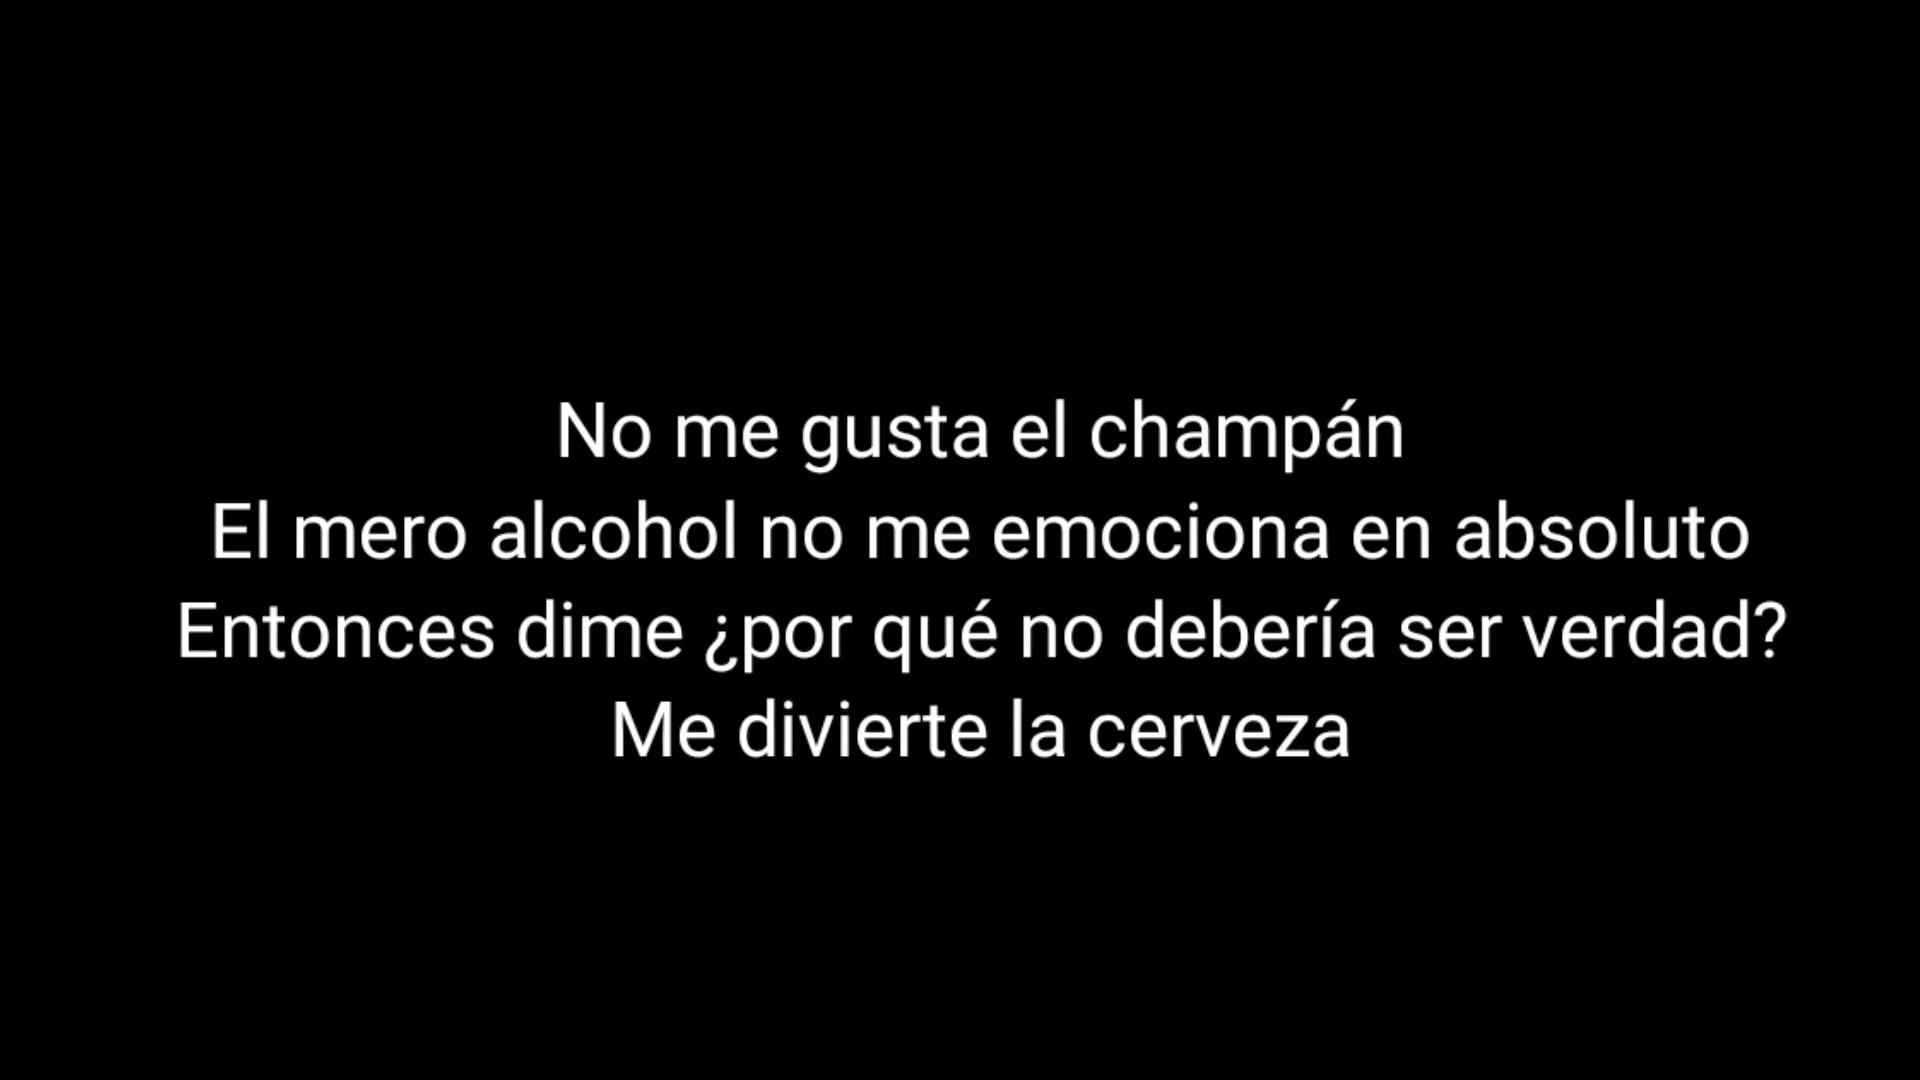 No me gusta el champán
El mero alcohol no me emociona en absoluto
Entonces dime ¿por qué no debería ser verdad?
Me divierte la cerveza